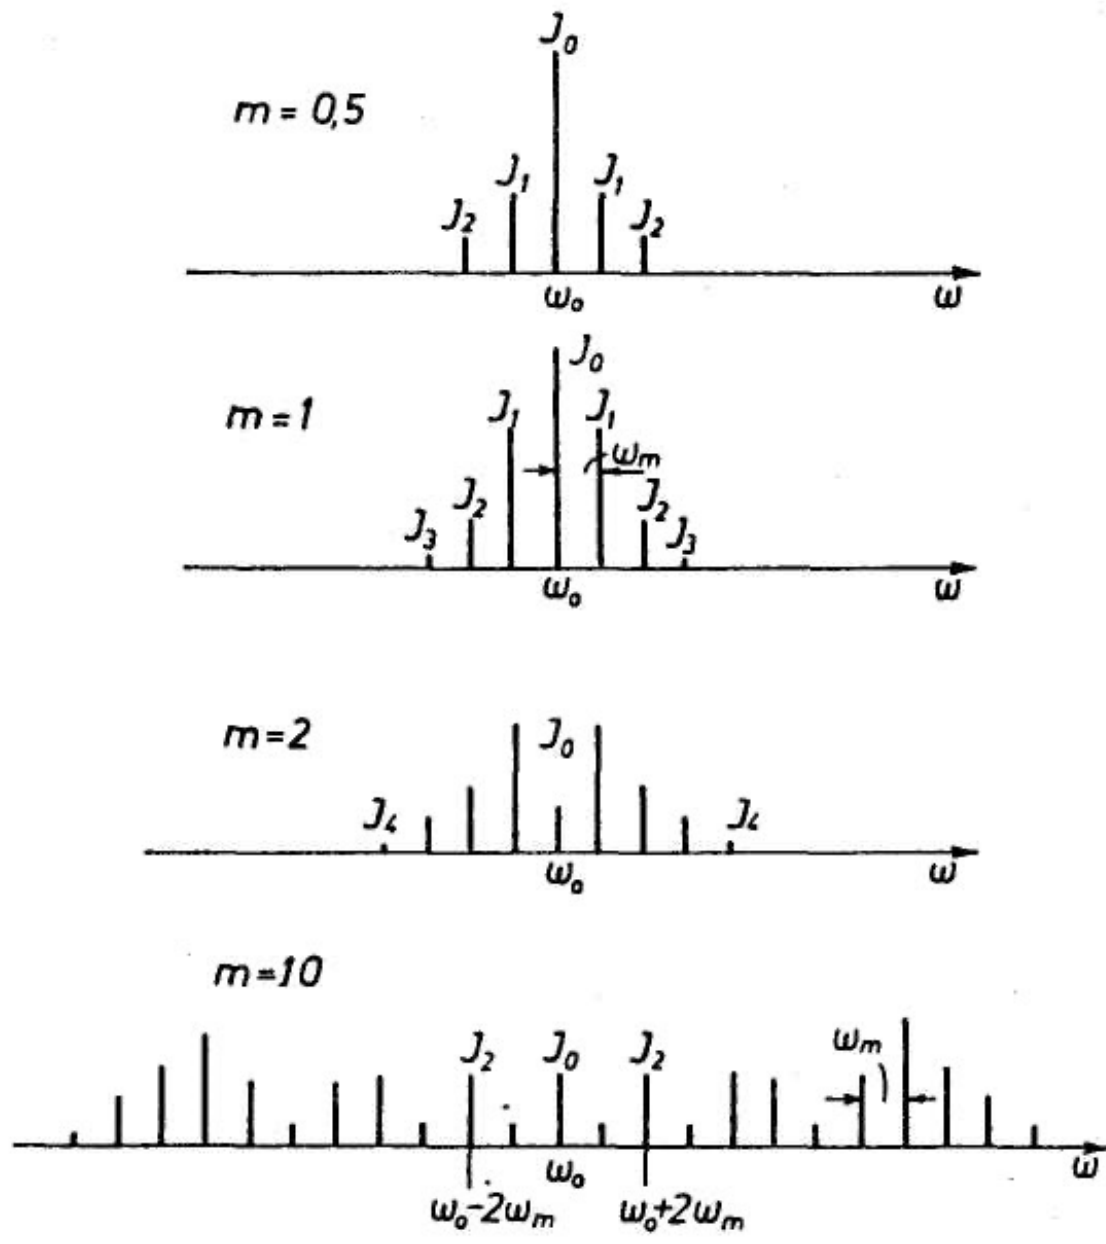 J₀
m = 0,5
J₁ J₁
J₂ J₂
ω₀ ω
J₀
m = 1
J₁ J₁
ωₘ
J₂ J₂
J₃ J₃
ω₀ ω
m = 2
J₀
J₄ J₄
ω₀ ω
m = 10
J₂ J₀ J₂ ωₘ
ω₀ ω
ω₀-2ωₘ ω₀+2ωₘ